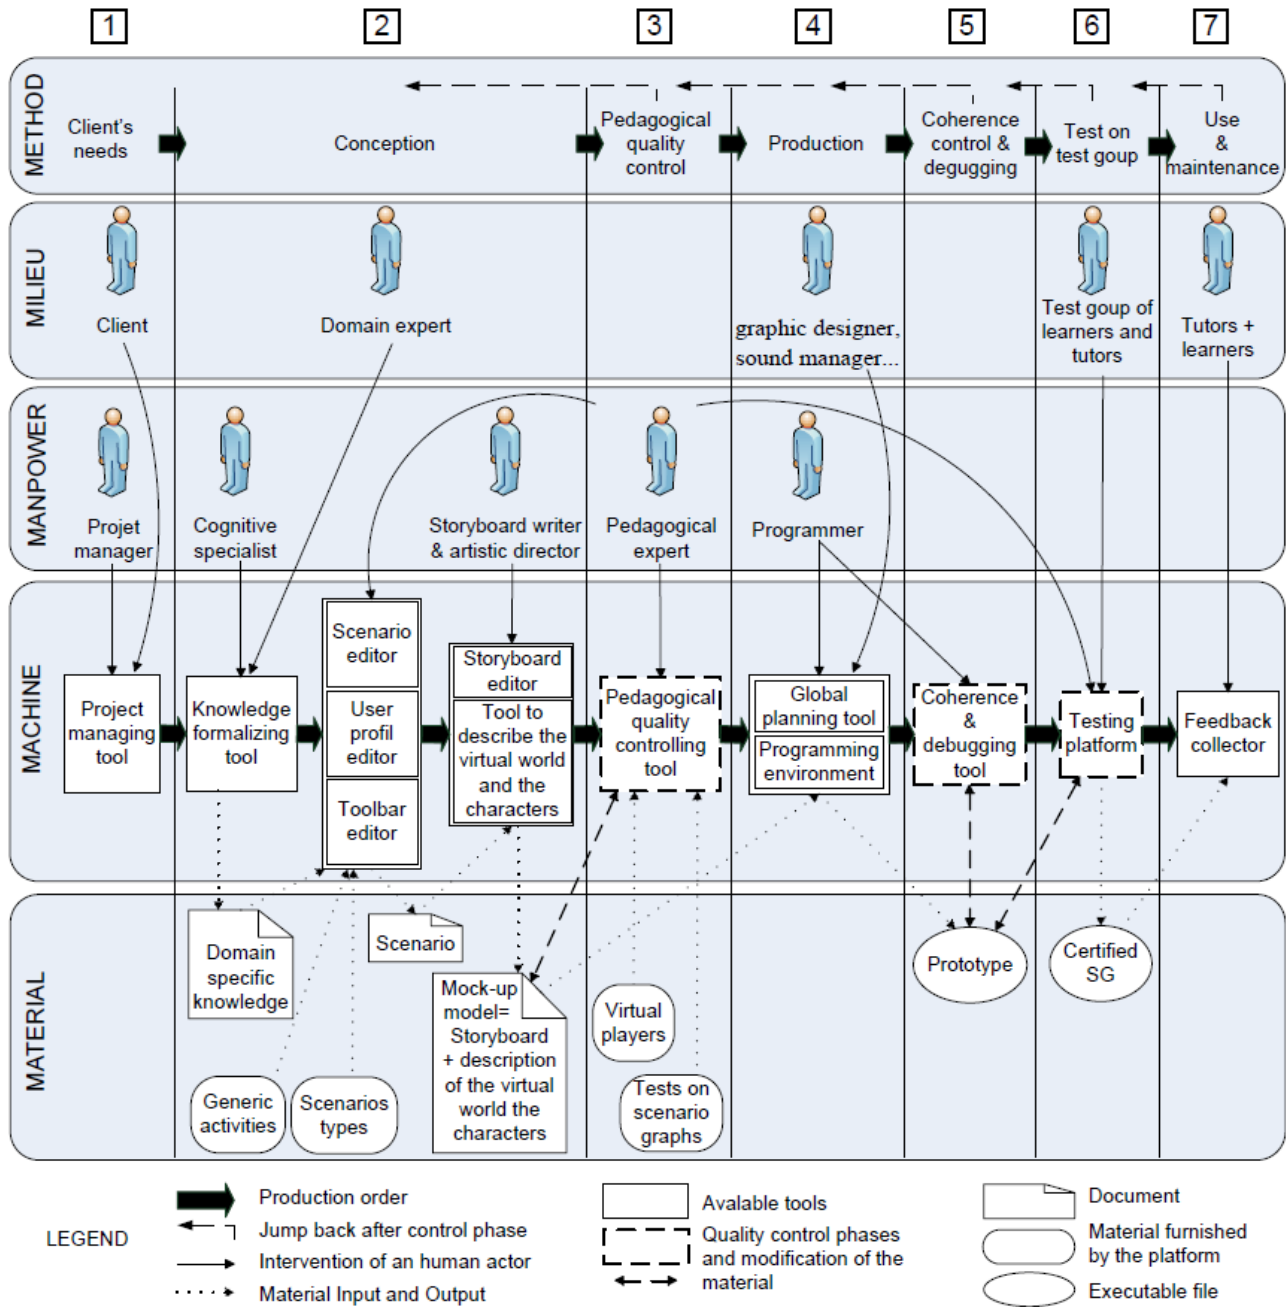 1
2
3
4
5
6
7
METHOD
Client's
needs
Conception
Pedagogical
quality
control
Production
Coherence
control &
degugging
Test on
test goup
Use
&
maintenance
MILIEU
Client
Domain expert
graphic designer,
sound manager...
Test goup of
learners and
tutors
Tutors +
learners
MANPOWER
Projet
manager
Cognitive
specialist
Storyboard writer
& artistic director
Pedagogical
expert
Programmer
MACHINE
Project
managing
tool
Knowledge
formalizing
tool
Scenario
editor
User
profil
editor
Toolbar
editor
Storyboard
editor
Tool to
describe the
virtual world
and the
characters
Pedagogical
quality
controlling
tool
Global
planning tool
Programming
environment
Coherence
&
debugging
tool
Testing
platform
Feedback
collector
MATERIAL
Domain
specific
knowledge
Scenario
Generic
activities
Scenarios
types
Mock-up
model=
Storyboard
+ description
of the virtual
world the
characters
Virtual
players
Tests on
scenario
graphs
Prototype
Certified
SG
LEGEND
Production order
Jump back after control phase
Intervention of an human actor
Material Input and Output
Avalable tools
Quality control phases
and modification of the
material
Document
Material furnished
by the platform
Executable file